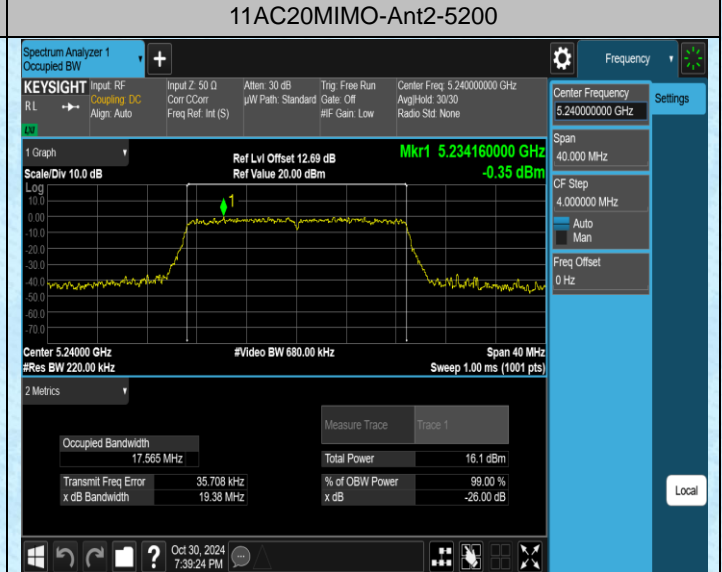 11AC20MIMO-Ant2-5200
Spectrum Analyzer 1
Occupied BW
+
Frequency
KEYSIGHT
RL
LM
Input: RF
Coupling: DC
Align: Auto
Input Z: 50 Ω
Corr CCorr
Freq Ref: Int (S)
Atten: 30 dB
µW Path: Standard
Trig: Free Run
Gate: Off
#IF Gain: Low
Center Freq: 5.240000000 GHz
Avg|Hold: 30/30
Radio Std: None
Center Frequency
5.240000000 GHz
Settings
Span
40.000 MHz
CF Step
4.000000 MHz
Auto
Man
Freq Offset
0 Hz
1 Graph
Scale/Div 10.0 dB
Ref Lvl Offset 12.69 dB
Ref Value 20.00 dBm
Mkr1 5.234160000 GHz
-0.35 dBm
Log
10.0
0.00
-10.0
-20.0
-30.0
-40.0
-50.0
-60.0
-70.0
1
Center 5.24000 GHz
#Res BW 220.00 kHz
#Video BW 680.00 kHz
Span 40 MHz
Sweep 1.00 ms (1001 pts)
2 Metrics
Measure Trace Trace 1
Occupied Bandwidth
17.565 MHz
Total Power 16.1 dBm
Transmit Freq Error 35.708 kHz
% of OBW Power 99.00 %
x dB Bandwidth 19.38 MHz
x dB -26.00 dB
Local
?
Oct 30, 2024
7:39:24 PM